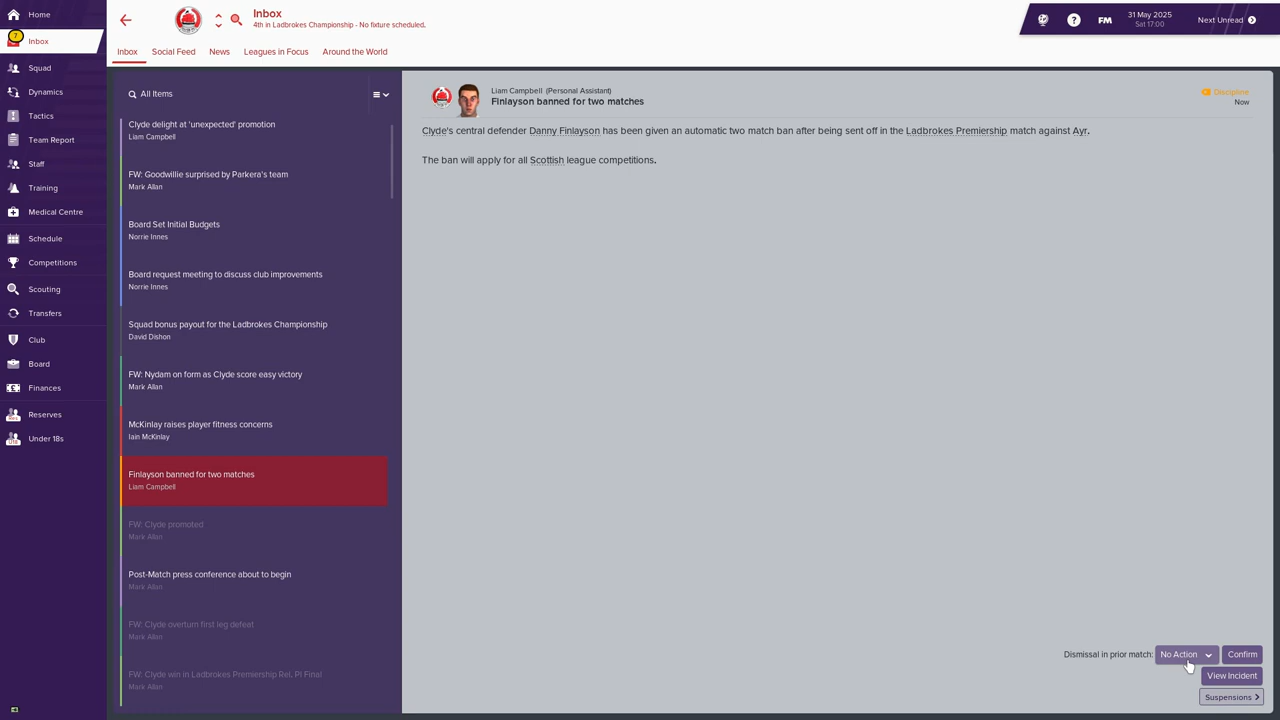 Home
7
Inbox
Squad
Dynamics
Tactics
Team Report
Staff
Training
Medical Centre
Schedule
Competitions
Scouting
Transfers
Club
Board
Finances
Reserves
Under 18s
Inbox
4th in Ladbrokes Championship - No fixture scheduled.
FM
31 May 2025
Sat 17:00
Next Unread
Inbox
Social Feed
News
Leagues in Focus
Around the World
All Items
Clyde delight at 'unexpected' promotion
Liam Campbell
FW: Goodwillie surprised by Parkera's team
Mark Allan
Board Set Initial Budgets
Norrie Innes
Board request meeting to discuss club improvements
Norrie Innes
Squad bonus payout for the Ladbrokes Championship
David Dishon
FW: Nydam on form as Clyde score easy victory
Mark Allan
McKinlay raises player fitness concerns
Iain McKinlay
Finlayson banned for two matches
Liam Campbell
FW: Clyde promoted
Mark Allan
Post-Match press conference about to begin
Mark Allan
FW: Clyde overturn first leg defeat
Mark Allan
FW: Clyde win in Ladbrokes Premiership Rel. Pl Final
Mark Allan
Liam Campbell (Personal Assistant)
Finlayson banned for two matches
Discipline
Now
Clyde's central defender Danny Finlayson has been given an automatic two match ban after being sent off in the Ladbrokes Premiership match against Ayr.
The ban will apply for all Scottish league competitions.
Dismissal in prior match: No Action Confirm
View Incident
Suspensions